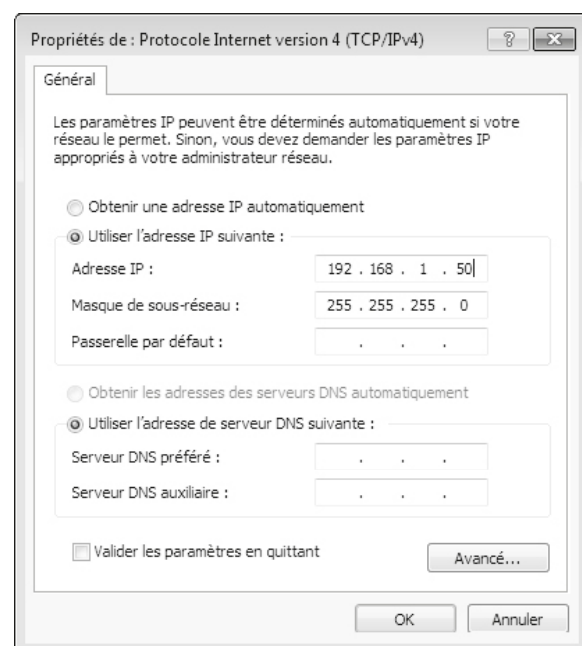 Propriétés de : Protocole Internet version 4 (TCP/IPv4)
Général
Les paramètres IP peuvent être déterminés automatiquement si votre
réseau le permet. Sinon, vous devez demander les paramètres IP
appropriés à votre administrateur réseau.
Obtenir une adresse IP automatiquement
Utiliser l'adresse IP suivante :
Adresse IP : 192 . 168 . 1 . 50
Masque de sous-réseau : 255 . 255 . 255 . 0
Passerelle par défaut : . . .
Obtenir les adresses des serveurs DNS automatiquement
Utiliser l'adresse de serveur DNS suivante :
Serveur DNS préféré : . . .
Serveur DNS auxiliaire : . . .
Valider les paramètres en quittant
Avancé...
OK Annuler